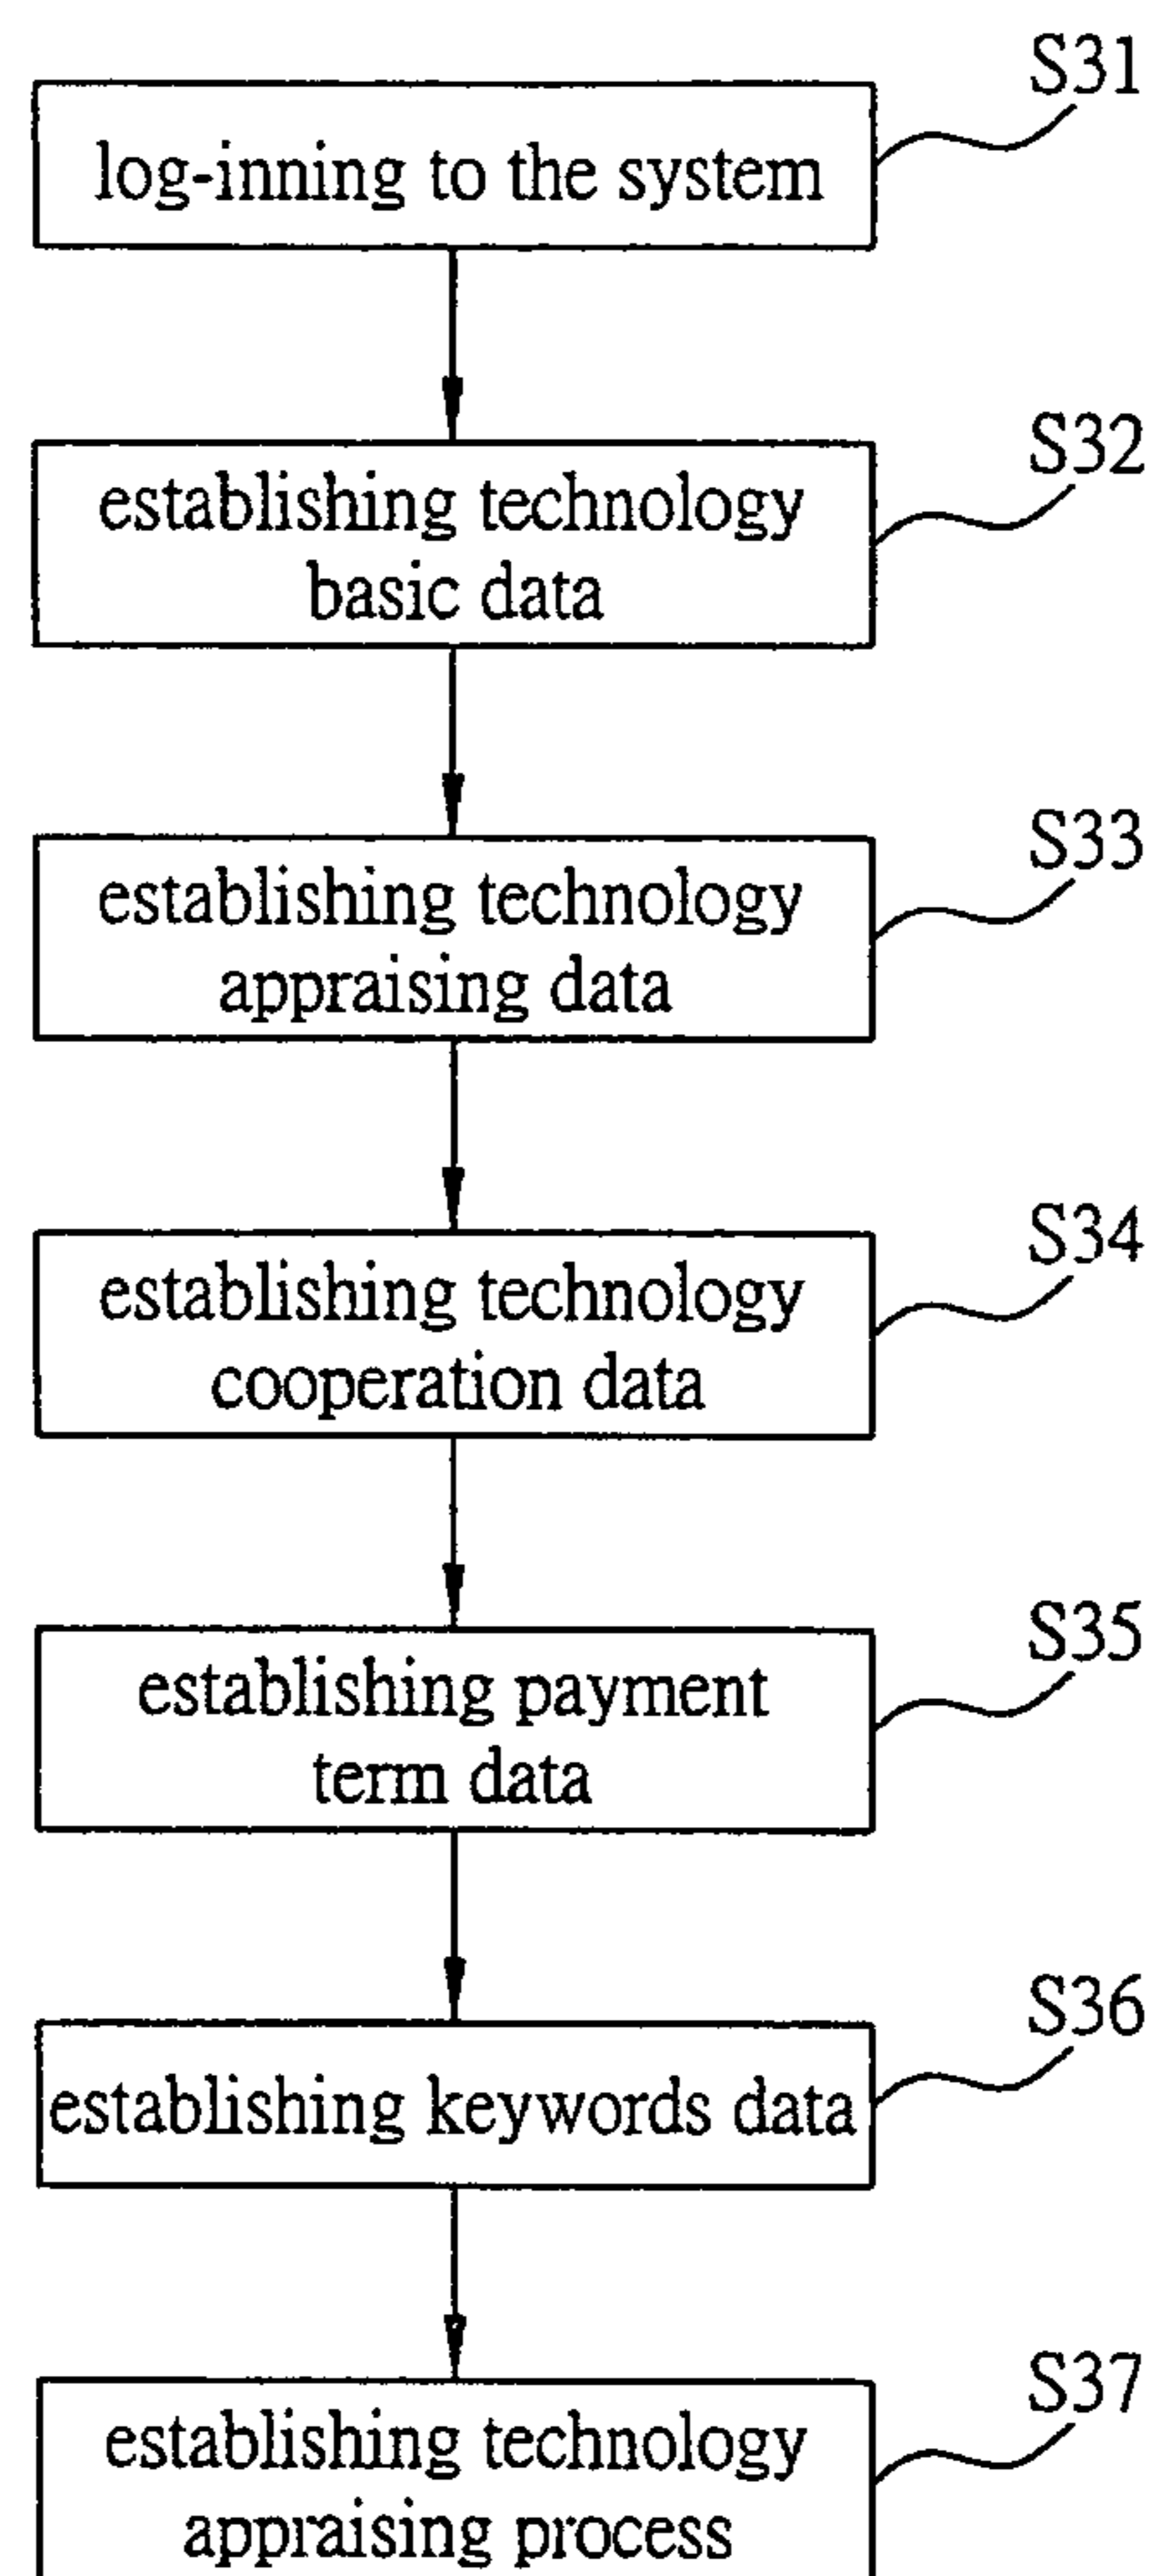 S31
log-inning to the system
S32
establishing technology
basic data
S33
establishing technology
appraising data
S34
establishing technology
cooperation data
S35
establishing payment
term data
S36
establishing keywords data
S37
establishing technology
appraising process